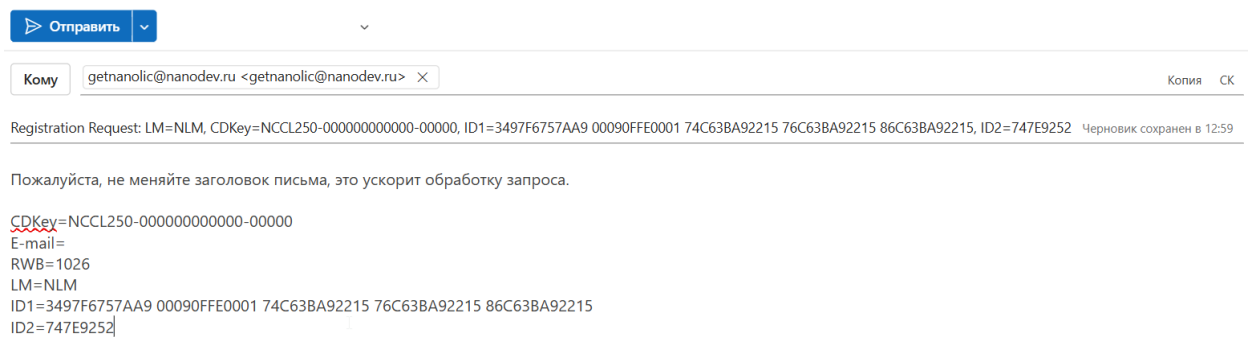 Отправить
Кому getnanolic@nanodev.ru <getnanolic@nanodev.ru> Копия СК
Registration Request: LM=NLM, CDKey=NCCL250-000000000000-00000, ID1=3497F6757AA9 00090FFE0001 74C63BA92215 76C63BA92215 86C63BA92215, ID2=747E9252 Черновик сохранен в 12:59
Пожалуйста, не меняйте заголовок письма, это ускорит обработку запроса.
CDKey=NCCL250-000000000000-00000
E-mail=
RWB=1026
LM=NLM
ID1=3497F6757AA9 00090FFE0001 74C63BA92215 76C63BA92215 86C63BA92215
ID2=747E9252